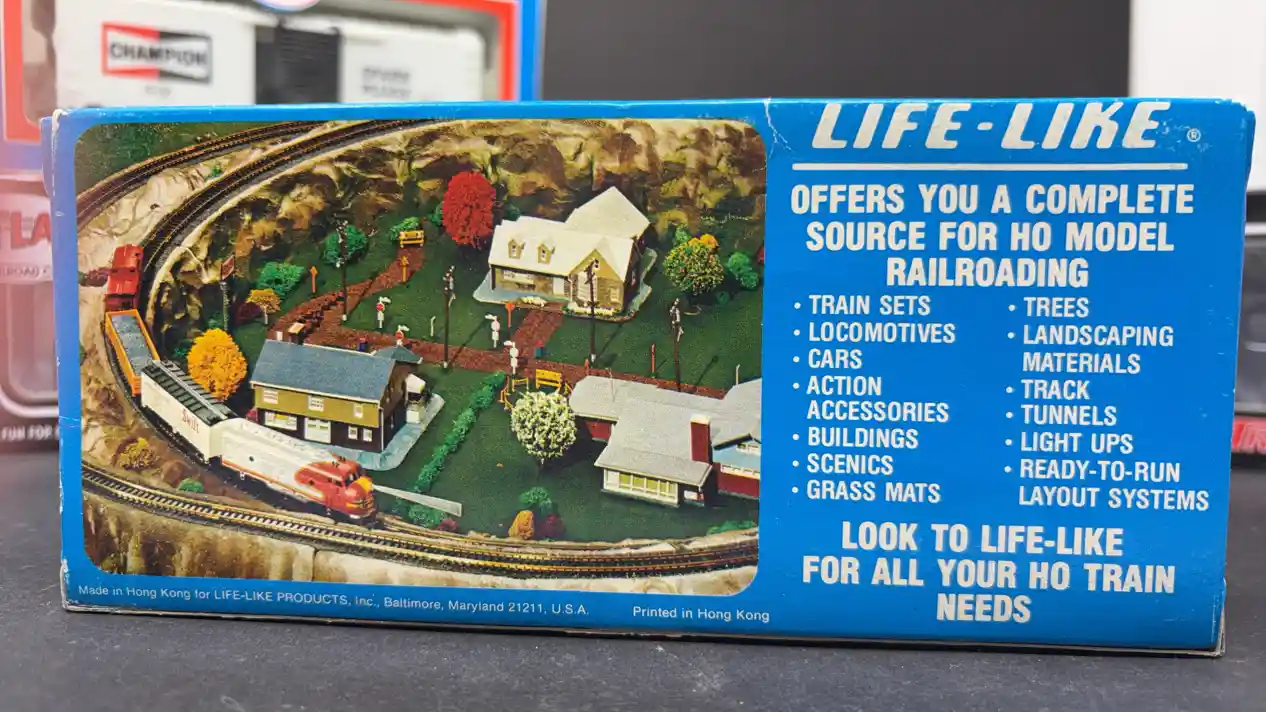 CHAMPION
LIFE-LIKE®
OFFERS YOU A COMPLETE
SOURCE FOR HO MODEL
RAILROADING
• TRAIN SETS
• LOCOMOTIVES
• CARS
• ACTION
ACCESSORIES
• BUILDINGS
• SCENICS
• GRASS MATS
• TREES
• LANDSCAPING
MATERIALS
• TRACK
• TUNNELS
• LIGHT UPS
• READY-TO-RUN
LAYOUT SYSTEMS
LOOK TO LIFE-LIKE
FOR ALL YOUR HO TRAIN
NEEDS
Swift
Made in Hong Kong for LIFE-LIKE PRODUCTS, Inc., Baltimore, Maryland 21211, U.S.A.
Printed in Hong Kong
FUN FOR